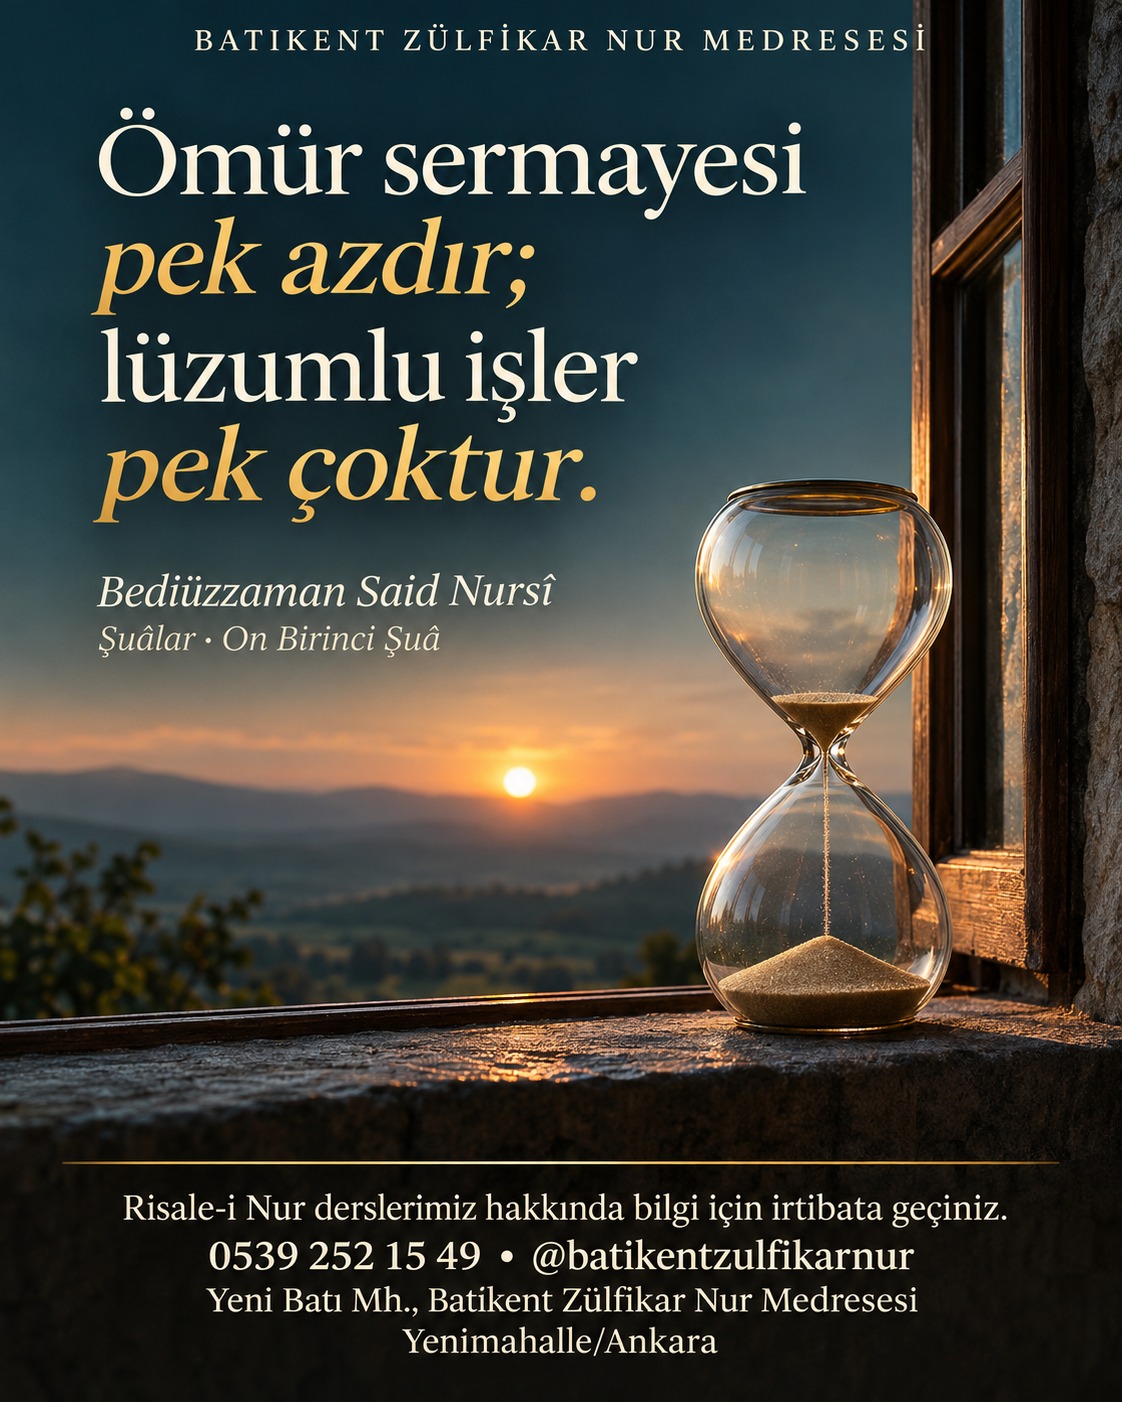 BATIKENT ZÜLFİKAR NUR MEDRESESİ
Ömür sermayesi
pek azdır;
lüzumlu işler
pek çoktur.
Bediüzzaman Said Nursî
Şuâlar • On Birinci Şuâ
Risale-i Nur derslerimiz hakkında bilgi için irtibata geçiniz.
0539 252 15 49 • @batikentzulfikarnur
Yeni Batı Mh., Batıkent Zülfikar Nur Medresesi
Yenimahalle/Ankara